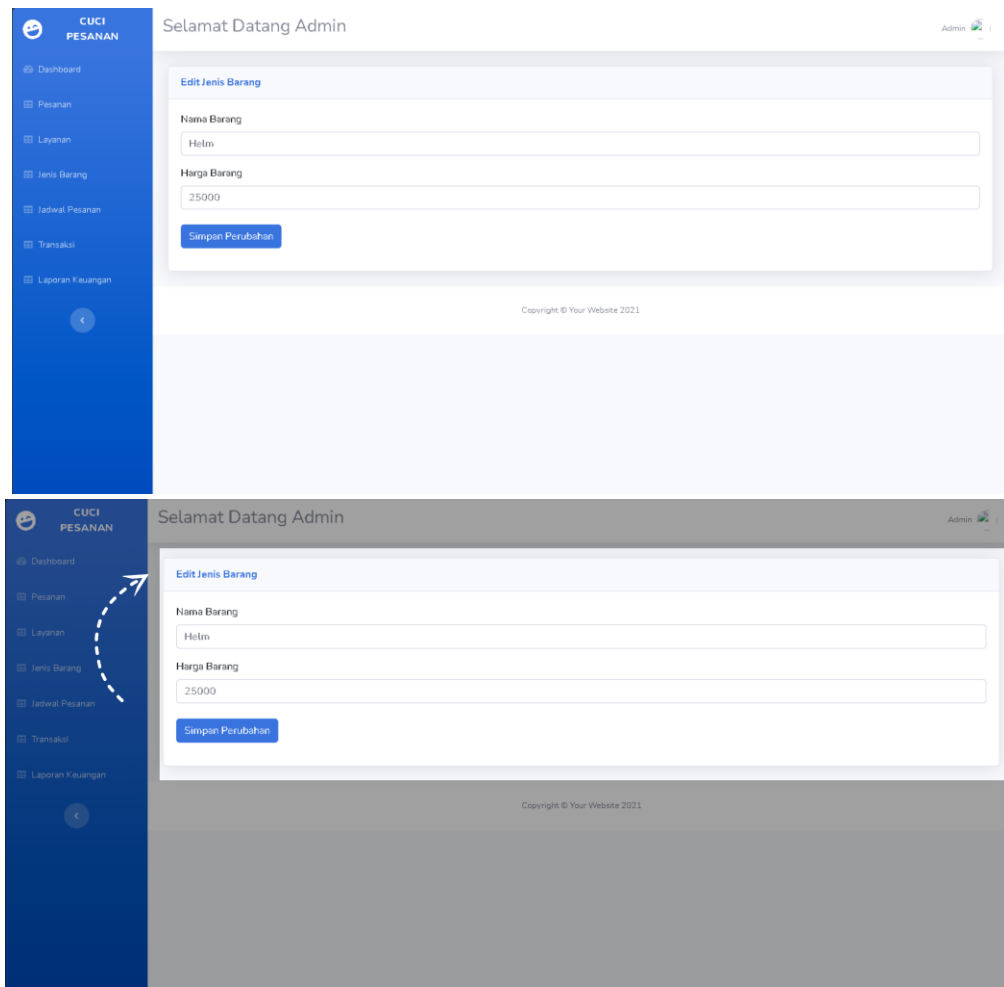 CUCI
PESANAN
Selamat Datang Admin
Admin
Dashboard
Pesanan
Layanan
Jenis Barang
Jadwal Pesanan
Transaksi
Laporan Keuangan
Edit Jenis Barang
Nama Barang
Helm
Harga Barang
25000
Simpan Perubahan
Copyright © Your Website 2021
CUCI
PESANAN
Selamat Datang Admin
Admin
Dashboard
Pesanan
Layanan
Jenis Barang
Jadwal Pesanan
Transaksi
Laporan Keuangan
Edit Jenis Barang
Nama Barang
Helm
Harga Barang
25000
Simpan Perubahan
Copyright © Your Website 2021